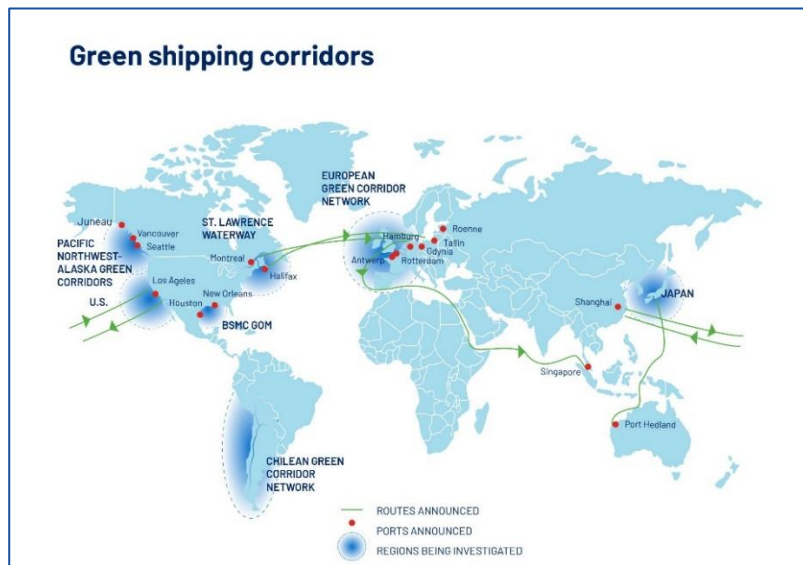 Green shipping corridors
EUROPEAN
GREEN CORRIDOR
NETWORK
Juneau
Vancouver
Seattle
ST. LAWRENCE
WATERWAY
Montreal
Halifax
PACIFIC
NORTHWEST-
ALASKA GREEN
CORRIDORS
U.S.
Los Ageles
Houston
New Orleans
BSMC GOM
Hamburg
Antwerp
Rotterdam
Roenne
Tallin
Gdynia
Shanghai
JAPAN
Singapore
Port Hedland
CHILEAN GREEN
CORRIDOR
NETWORK
ROUTES ANNOUNCED
PORTS ANNOUNCED
REGIONS BEING INVESTIGATED